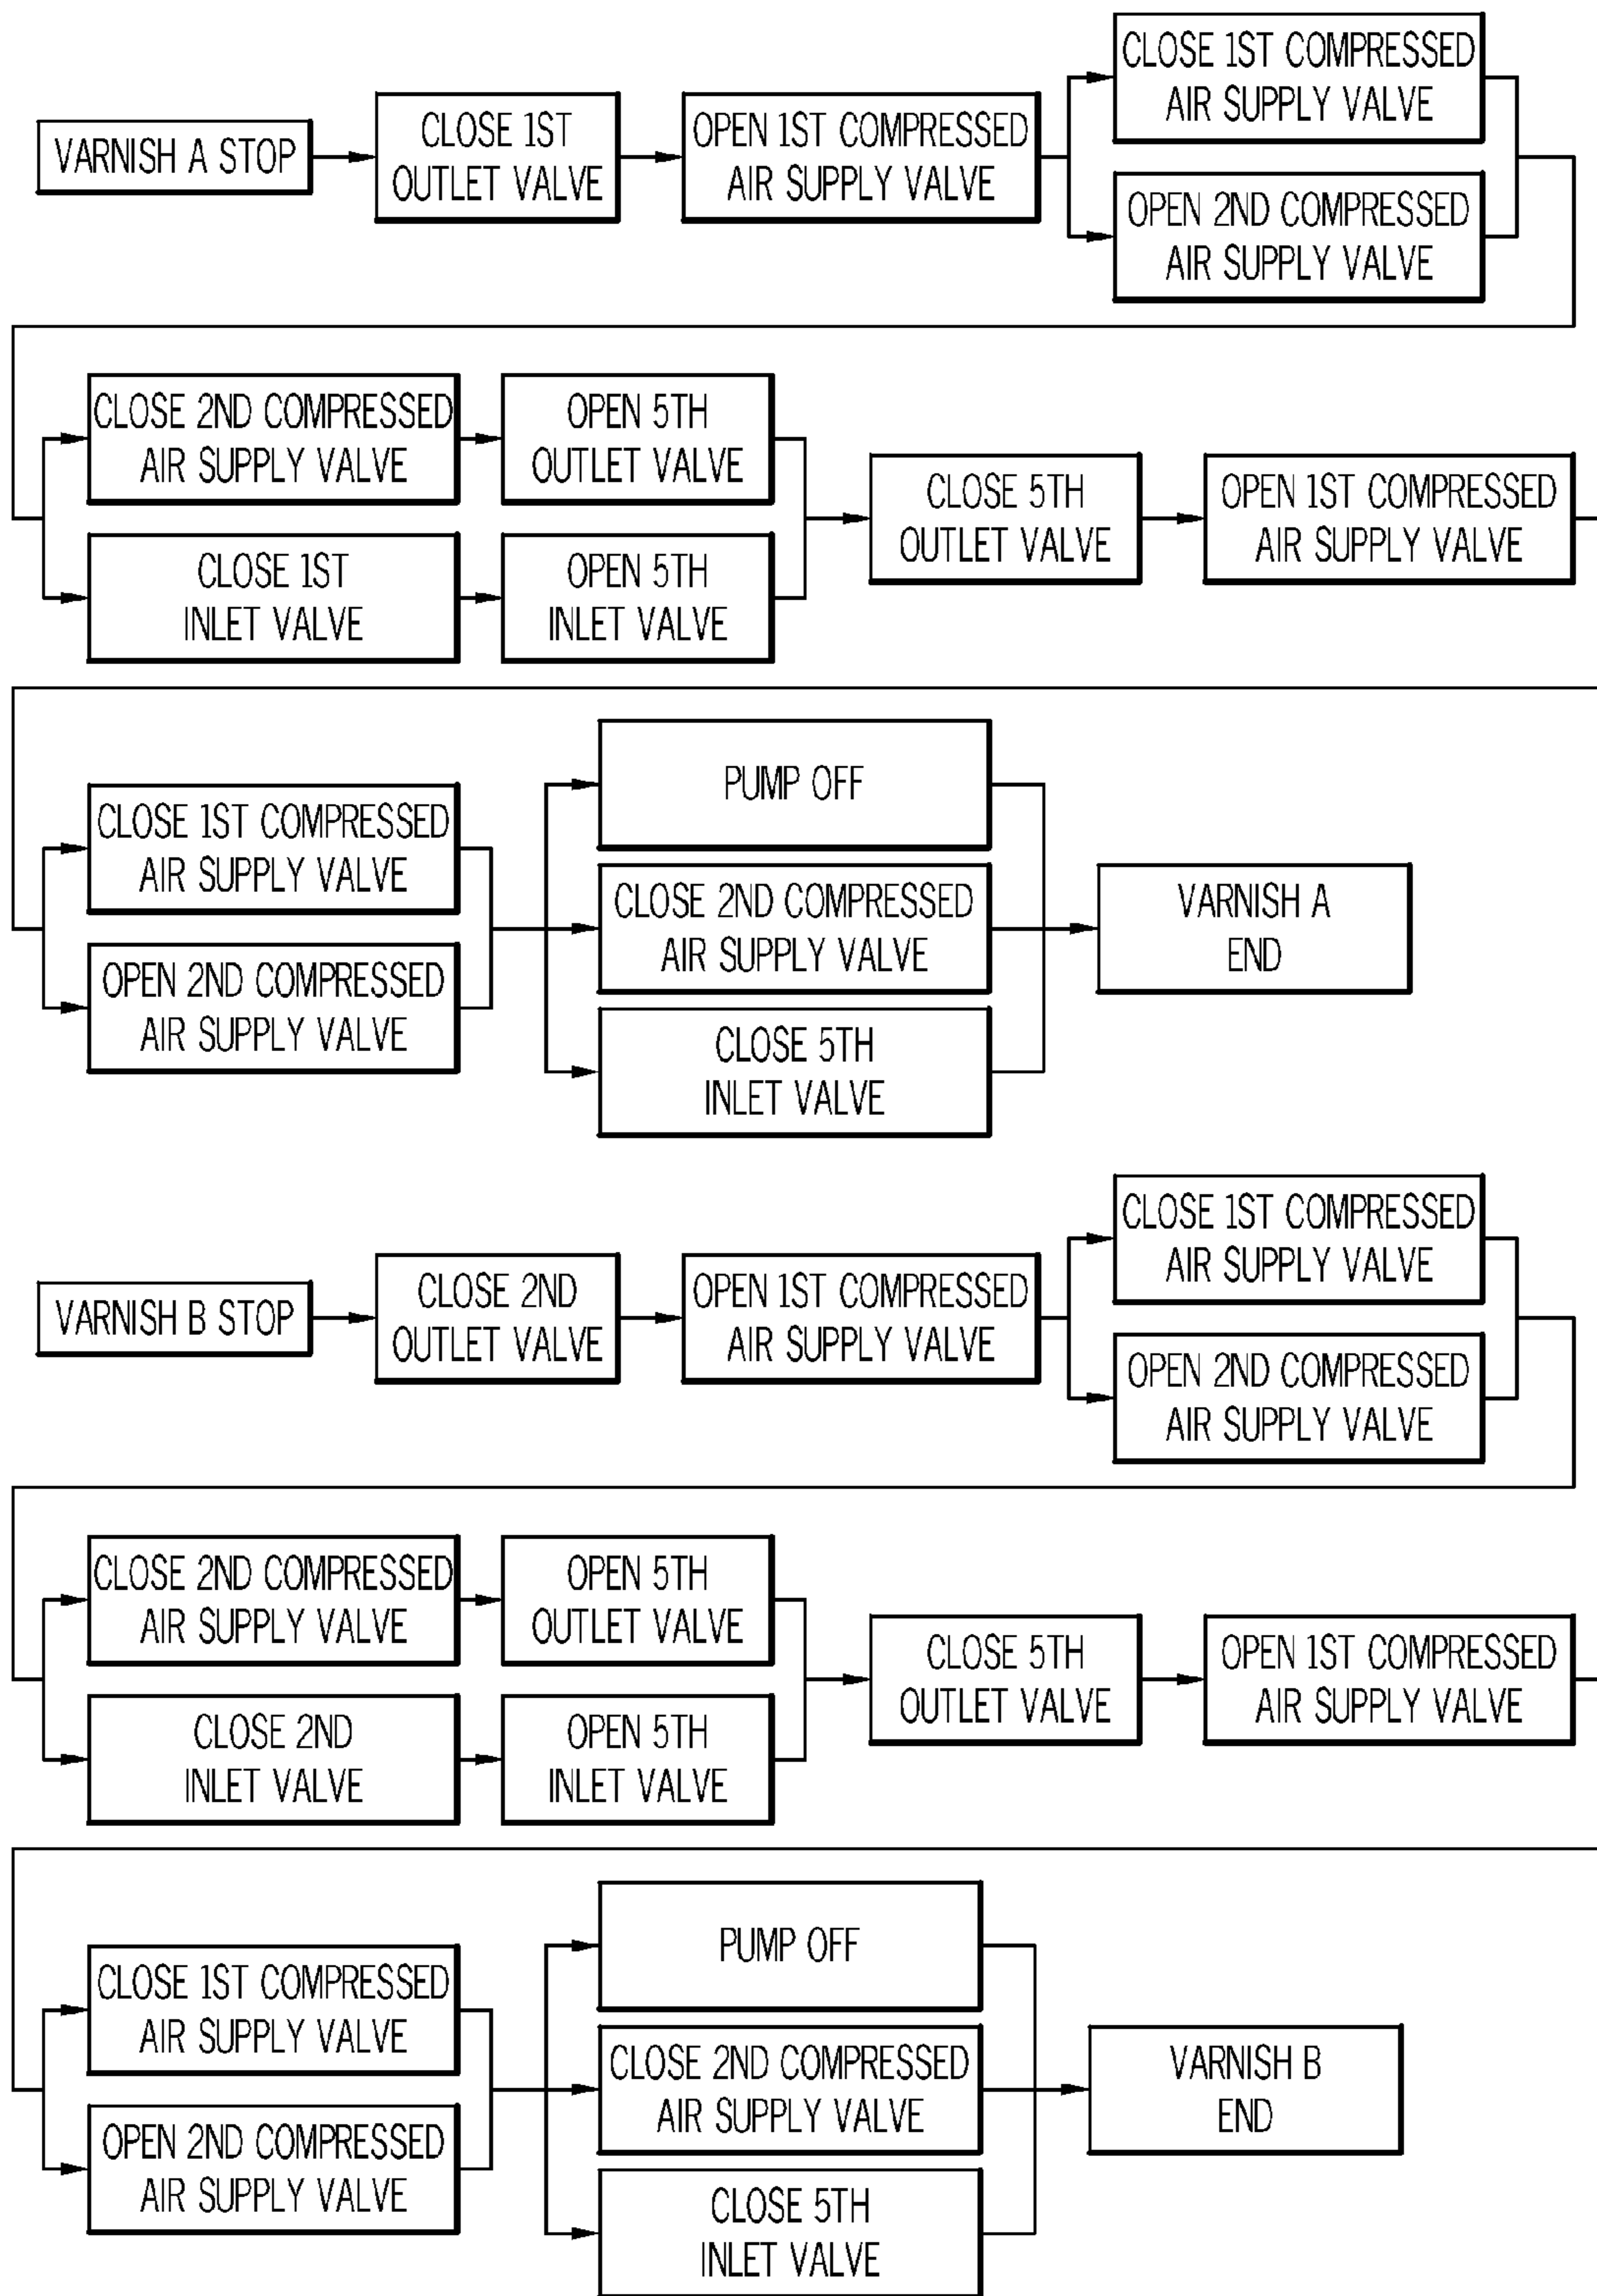 VARNISH A STOP
CLOSE 1ST
OUTLET VALVE
OPEN 1ST COMPRESSED
AIR SUPPLY VALVE
CLOSE 1ST COMPRESSED
AIR SUPPLY VALVE
OPEN 2ND COMPRESSED
AIR SUPPLY VALVE
CLOSE 2ND COMPRESSED
AIR SUPPLY VALVE
OPEN 5TH
OUTLET VALVE
CLOSE 1ST
INLET VALVE
OPEN 5TH
INLET VALVE
CLOSE 5TH
OUTLET VALVE
OPEN 1ST COMPRESSED
AIR SUPPLY VALVE
CLOSE 1ST COMPRESSED
AIR SUPPLY VALVE
OPEN 2ND COMPRESSED
AIR SUPPLY VALVE
PUMP OFF
CLOSE 2ND COMPRESSED
AIR SUPPLY VALVE
CLOSE 5TH
INLET VALVE
VARNISH A
END
VARNISH B STOP
CLOSE 2ND
OUTLET VALVE
OPEN 1ST COMPRESSED
AIR SUPPLY VALVE
CLOSE 1ST COMPRESSED
AIR SUPPLY VALVE
OPEN 2ND COMPRESSED
AIR SUPPLY VALVE
CLOSE 2ND COMPRESSED
AIR SUPPLY VALVE
OPEN 5TH
OUTLET VALVE
CLOSE 2ND
INLET VALVE
OPEN 5TH
INLET VALVE
CLOSE 5TH
OUTLET VALVE
OPEN 1ST COMPRESSED
AIR SUPPLY VALVE
CLOSE 1ST COMPRESSED
AIR SUPPLY VALVE
OPEN 2ND COMPRESSED
AIR SUPPLY VALVE
PUMP OFF
CLOSE 2ND COMPRESSED
AIR SUPPLY VALVE
CLOSE 5TH
INLET VALVE
VARNISH B
END